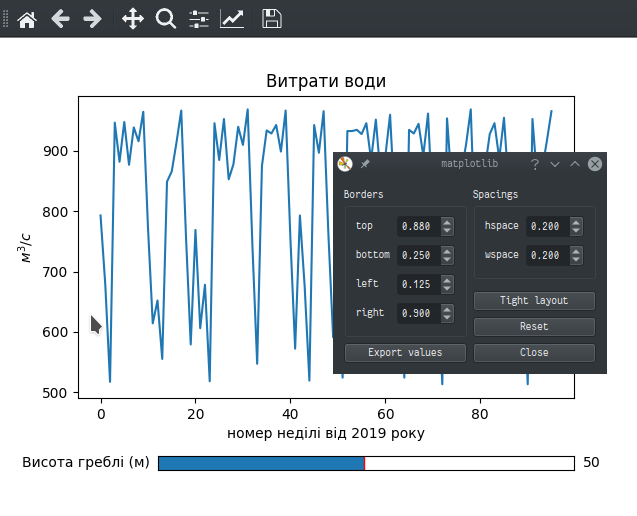 Витрати води
900
800
700
600
500
м³/с
0
20
40
60
80
номер неділі від 2019 року
Висота греблі (м)
50
matplotlib
Borders
Spacings
top 0.880
hspace 0.200
bottom 0.250
wspace 0.200
left 0.125
right 0.900
Tight layout
Reset
Export values
Close